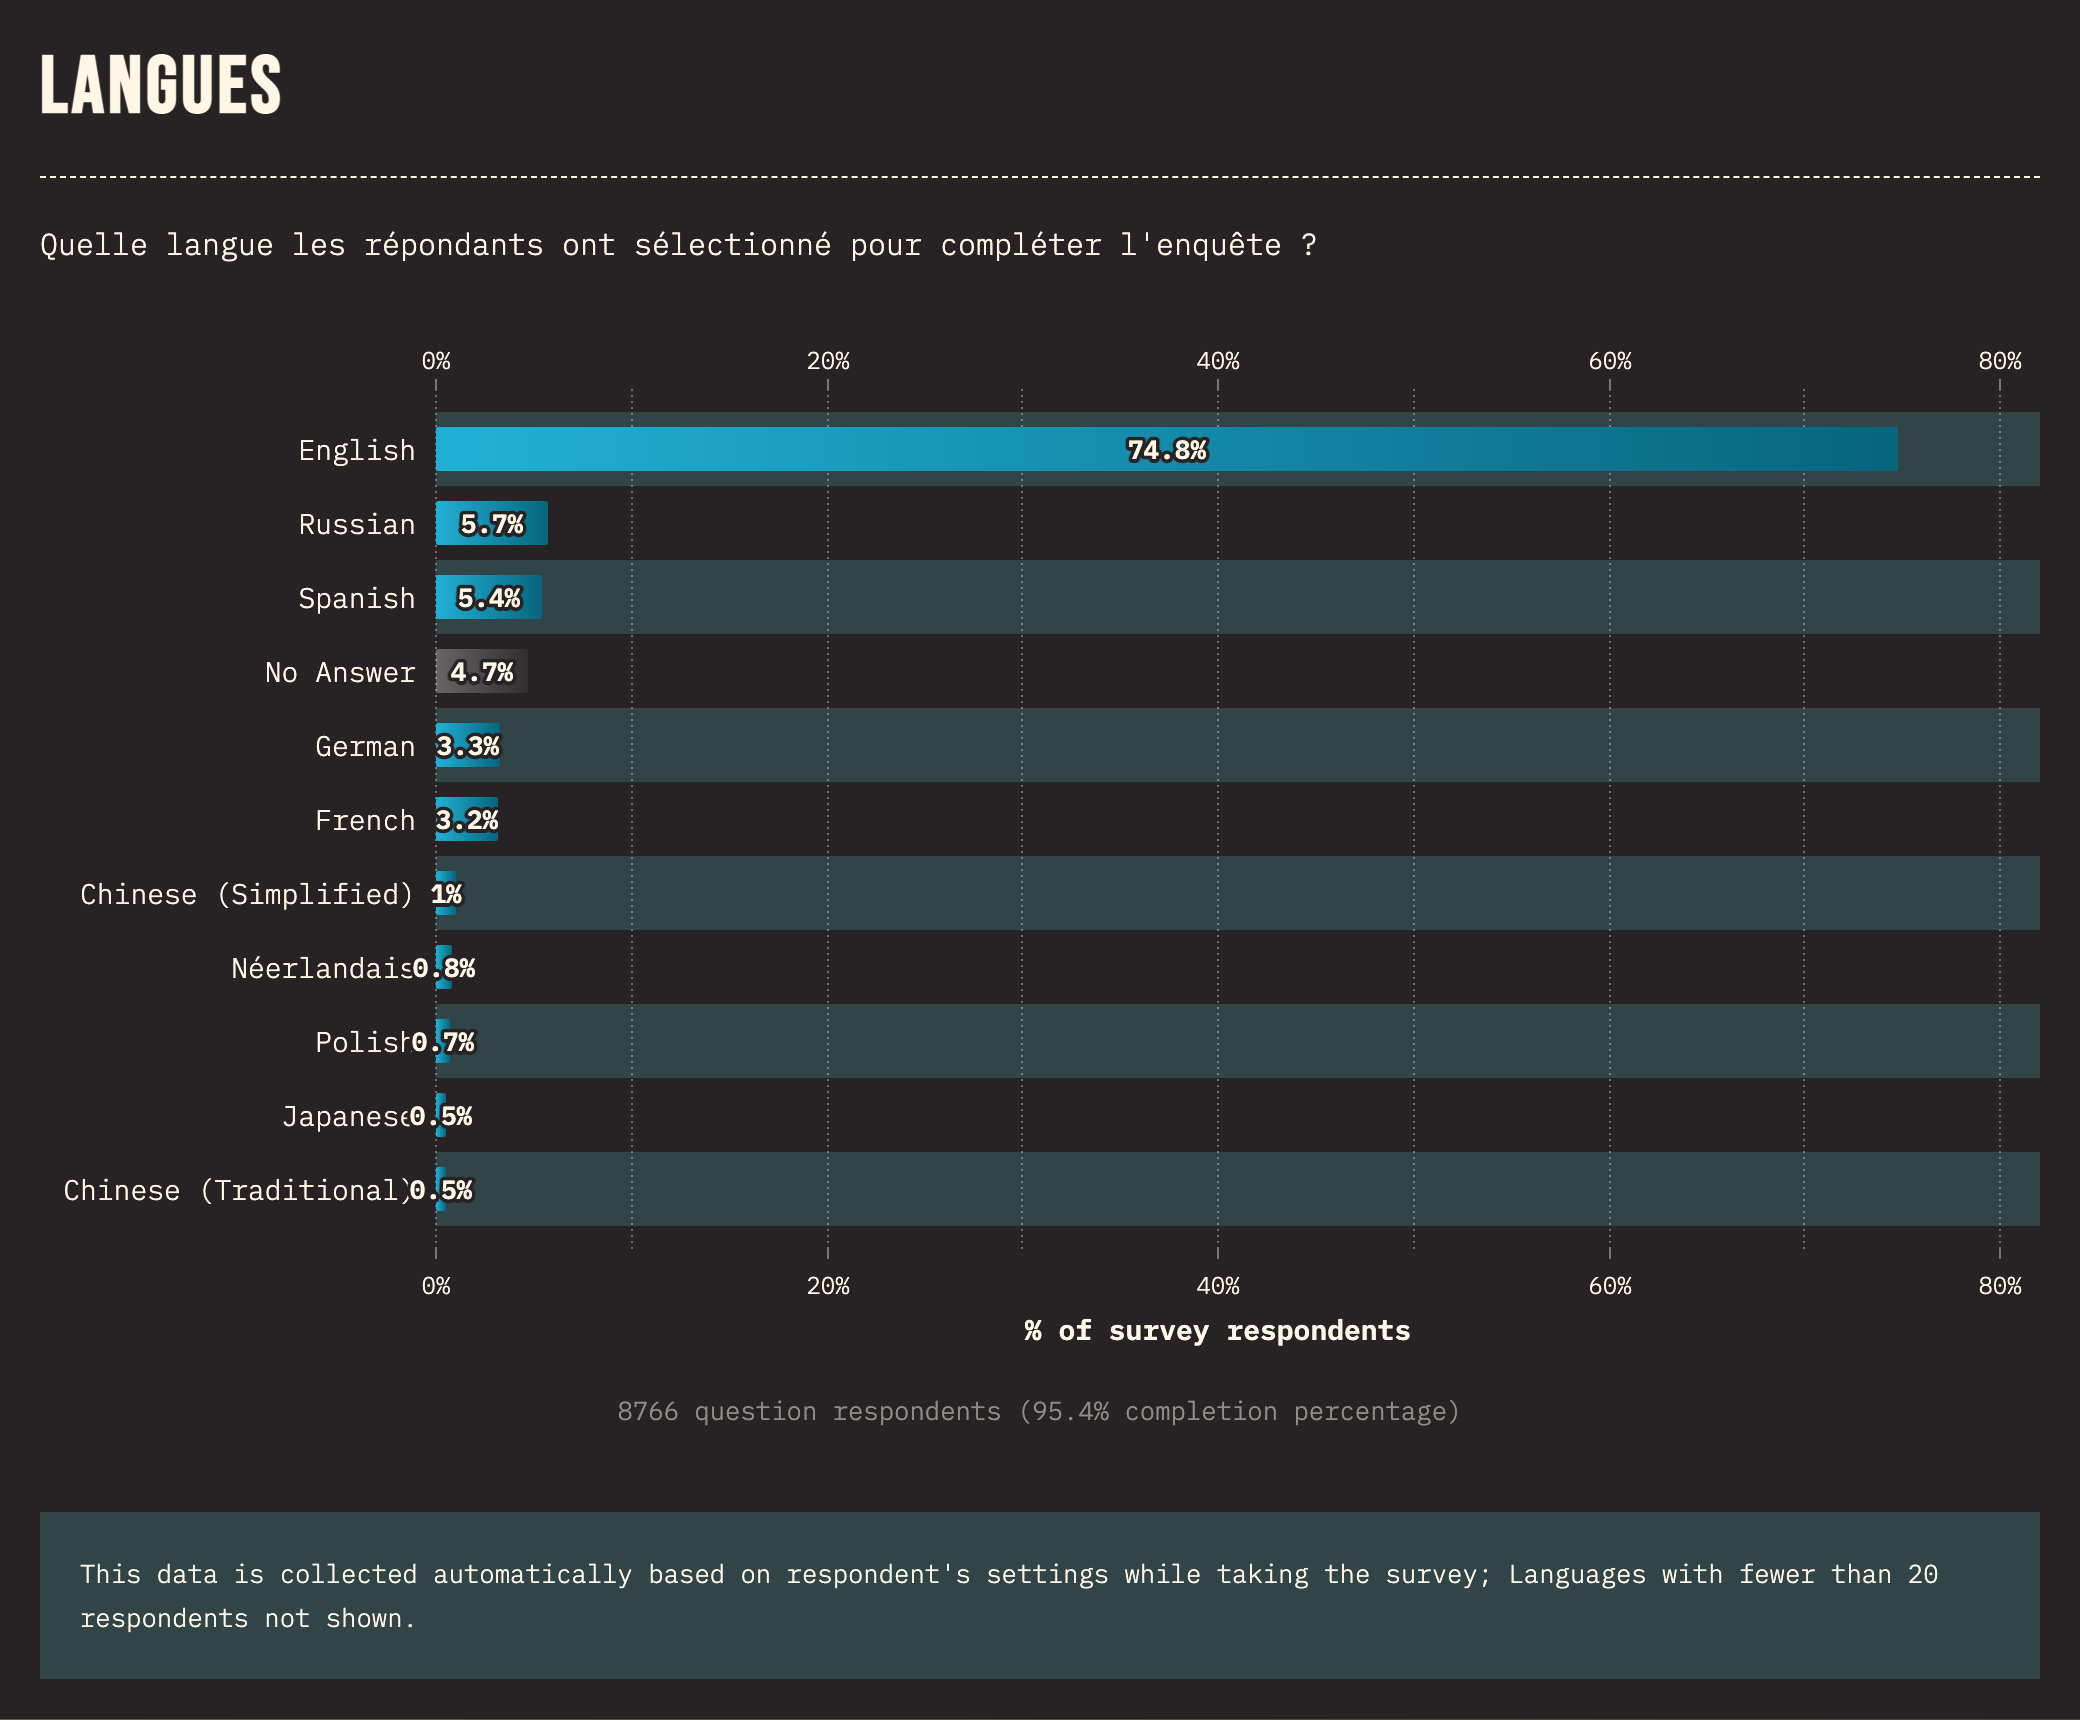 LANGUES
Quelle langue les répondants ont sélectionné pour compléter l'enquête ?
0% 20% 40% 60% 80%
English 74.8%
Russian 5.7%
Spanish 5.4%
No Answer 4.7%
German 3.3%
French 3.2%
Chinese (Simplified) 1%
Néerlandais 0.8%
Polish 0.7%
Japanese 0.5%
Chinese (Traditional) 0.5%
0% 20% 40% 60% 80%
% of survey respondents
8766 question respondents (95.4% completion percentage)
This data is collected automatically based on respondent's settings while taking the survey; Languages with fewer than 20
respondents not shown.